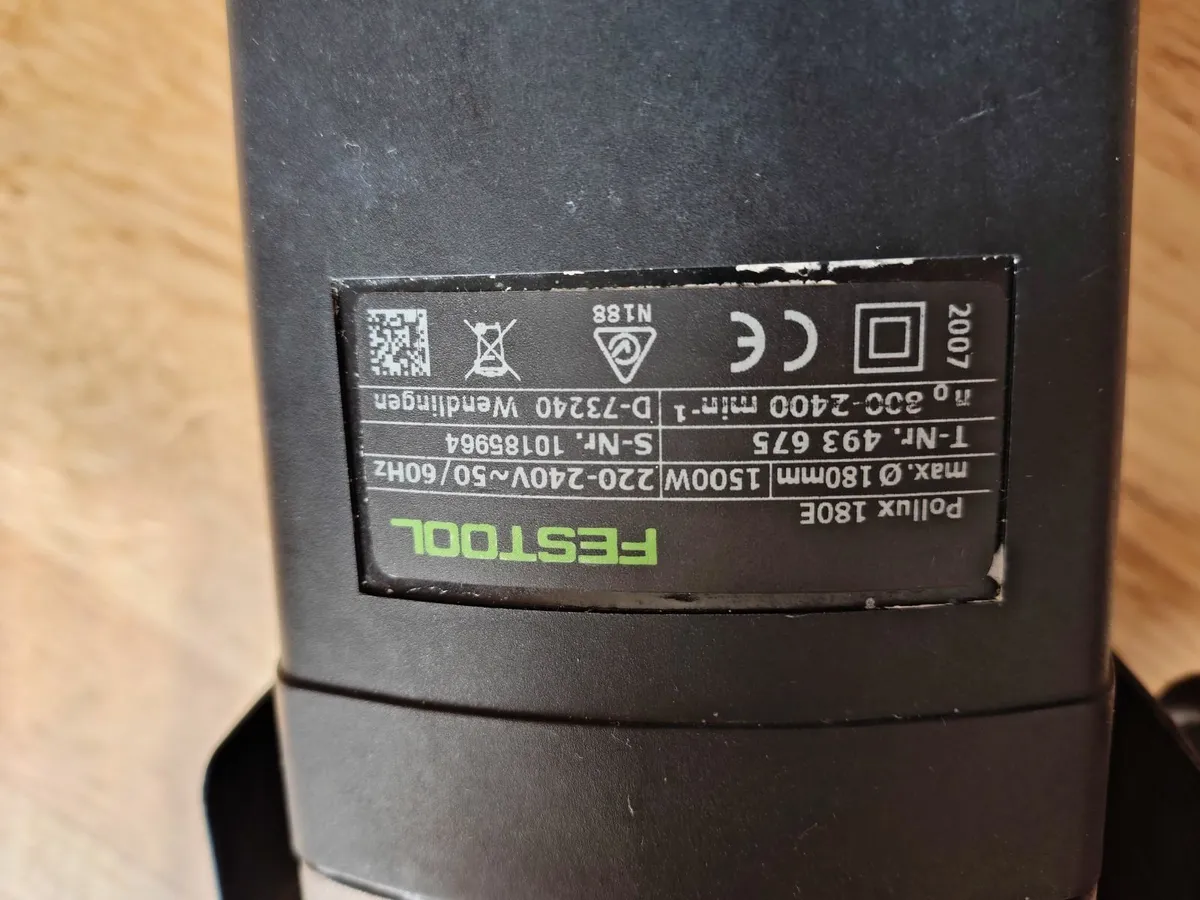 FESTOOL
Pollux 180E
max. Ø 180mm 1500W 220-240V~50/60Hz
T-Nr. 493 675 S-Nr. 10185964
n₀ 800-2400 min⁻¹ D-73240 Wendlingen
2007 CE N188